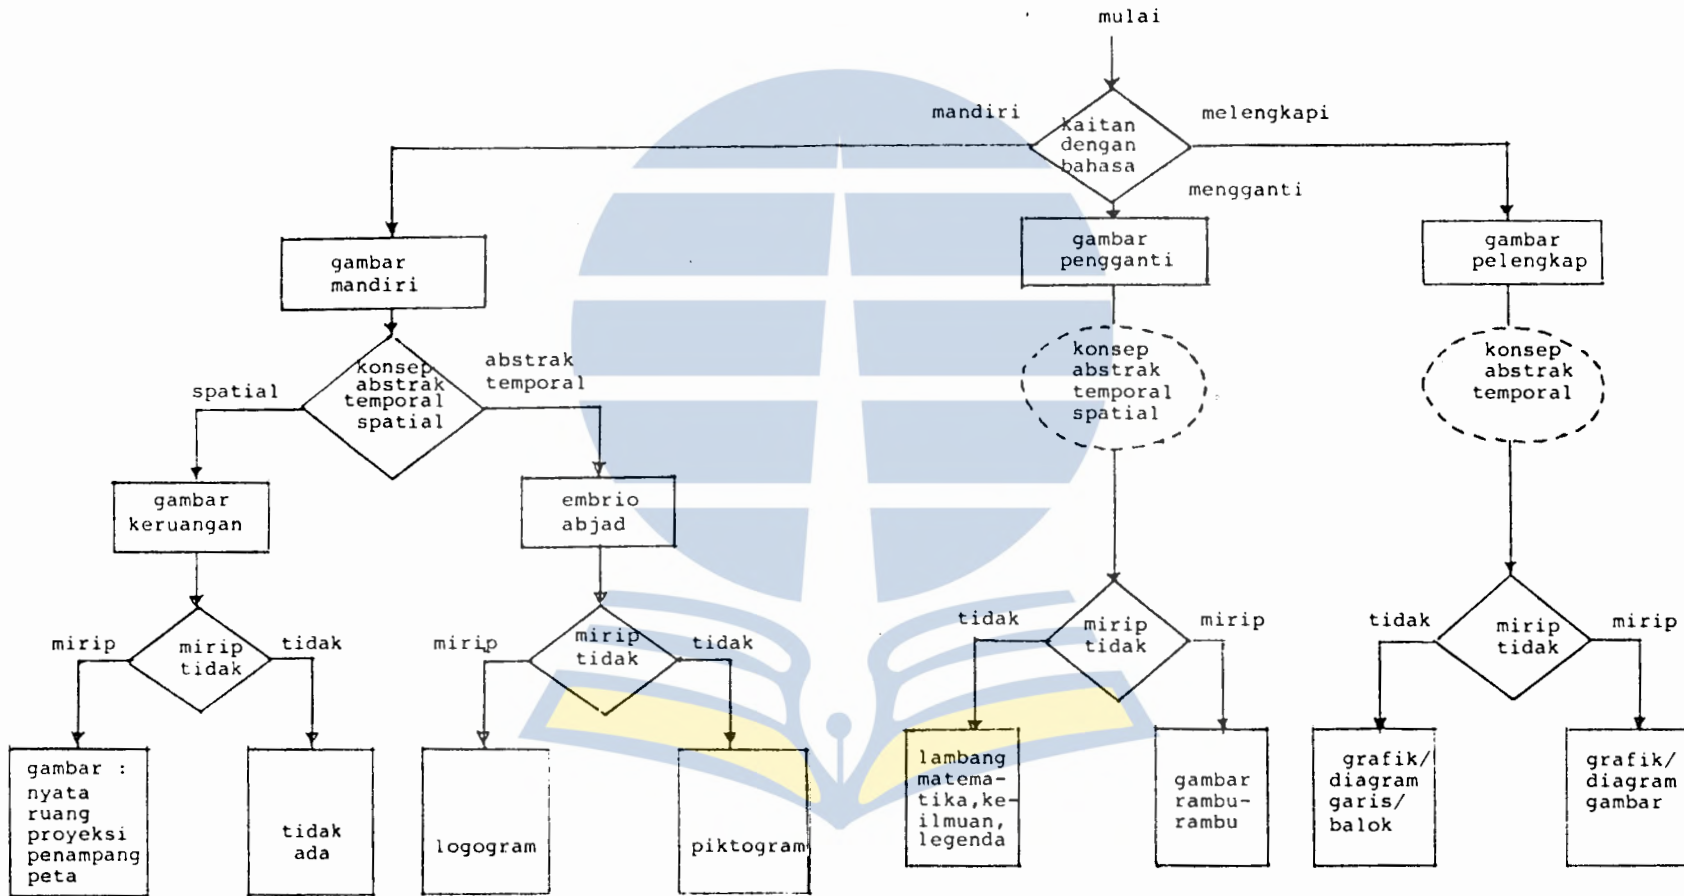 mulai
mandiri
melengkapi
kaitan
dengan
bahasa
mengganti
gambar
mandiri
gambar
pengganti
gambar
pelengkap
spatial
konsep
abstrak
temporal
spatial
abstrak
temporal
konsep
abstrak
temporal
spatial
konsep
abstrak
temporal
gambar
keruangan
embrio
abjad
mirip
mirip
tidak
tidak
mirip
mirip
tidak
tidak
tidak
mirip
tidak
mirip
tidak
mirip
tidak
mirip
gambar :
nyata
ruang
proyeksi
penampang
peta
tidak
ada
logogram
piktogram
lambang
matema-
tika,ke-
ilmuan,
legenda
gambar
rambu-
rambu
grafik/
diagram
garis/
balok
grafik/
diagram
gambar